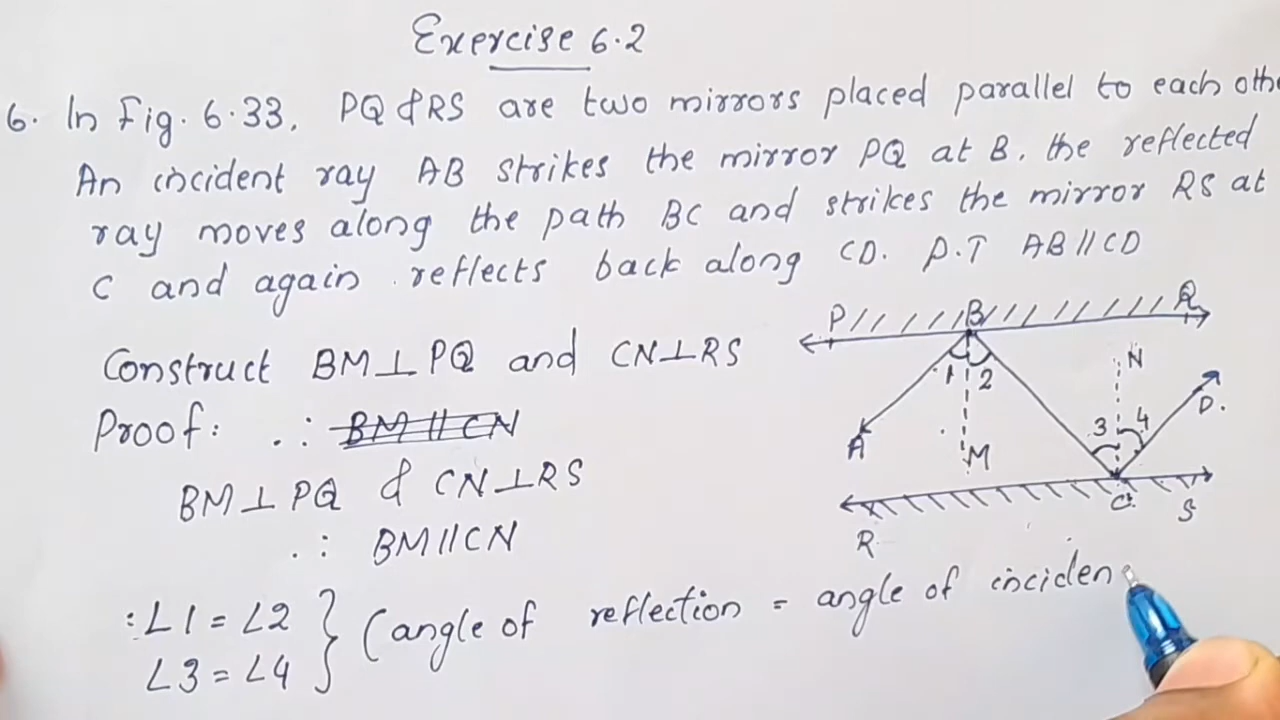 Exercise 6.2
6. In Fig. 6.33, PQ & RS are two mirrors placed parallel to each othe
An incident ray AB strikes the mirror PQ at B, the reflected
ray moves along the path BC and strikes the mirror RS at
C and again reflects back along CD. P.T AB//CD
P B Q
Construct BM⊥PQ and CN⊥RS
N
1 2
D.
Proof: ∴ BM || CN
3 4
A
M
BM⊥PQ & CN⊥RS
C
S
∴ BM//CN
R
:∠1=∠2 } (angle of reflection = angle of inciden
∠3=∠4